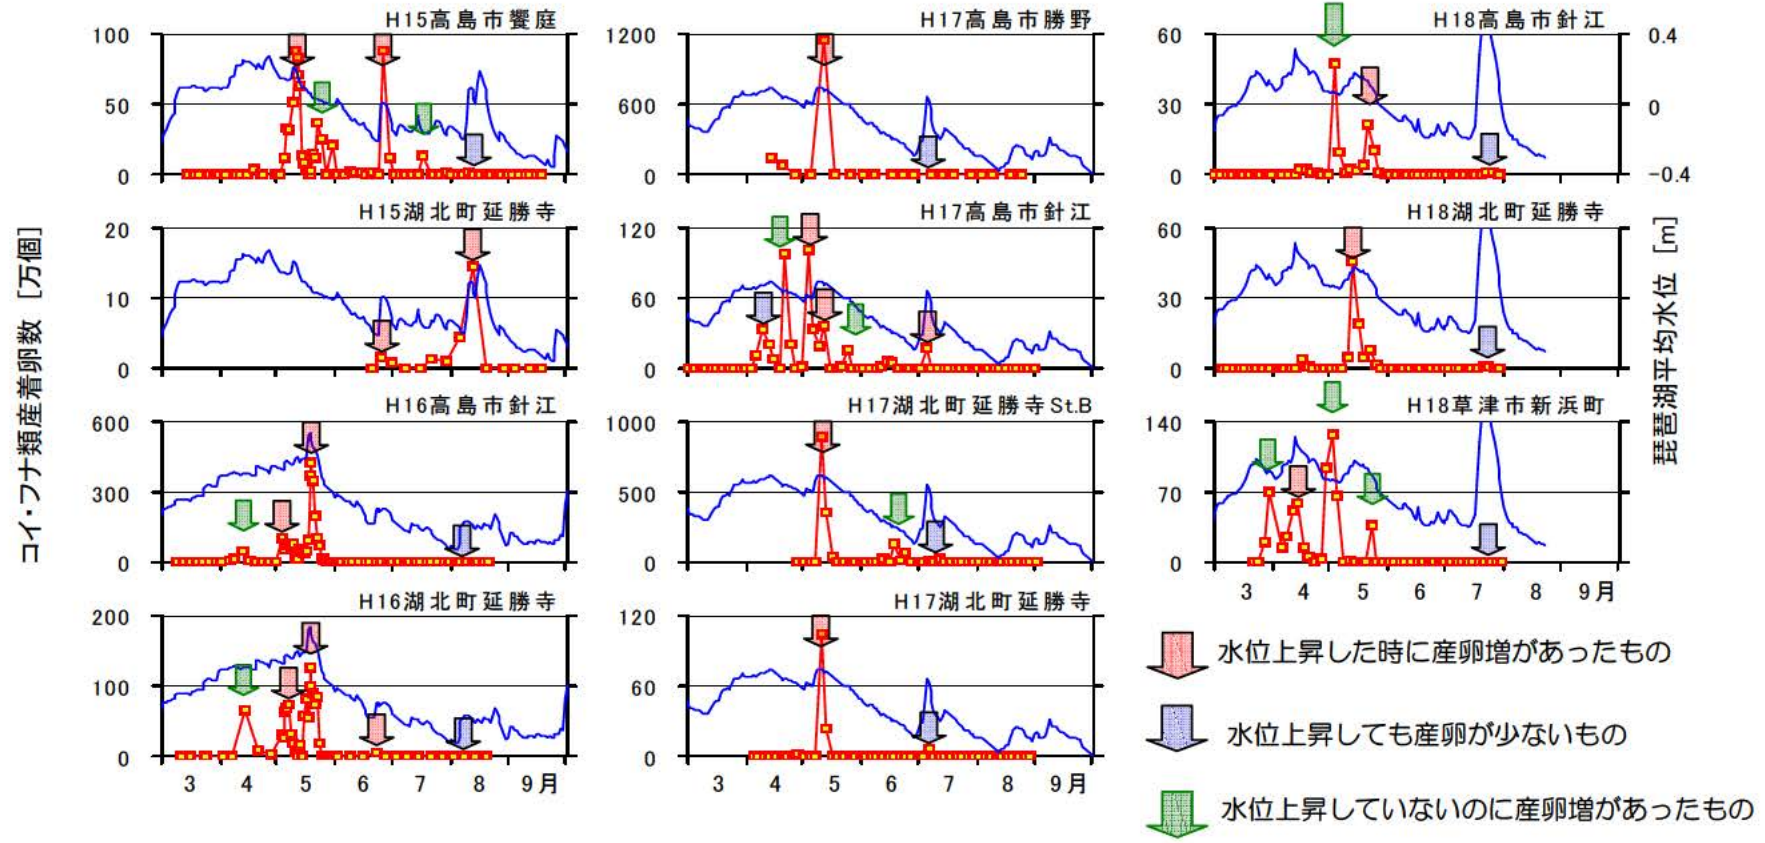 コイ・フナ類産着卵数 [万個]
H15高島市饗庭
100
50
0
H15湖北町延勝寺
20
10
0
H16高島市針江
600
300
0
H16湖北町延勝寺
200
100
0
3 4 5 6 7 8 9月
H17高島市勝野
1200
600
0
H17高島市針江
120
60
0
H17湖北町延勝寺St.B
1000
500
0
H17湖北町延勝寺
120
60
0
3 4 5 6 7 8 9月
H18高島市針江
60
30
0
0.4
0
-0.4
H18湖北町延勝寺
60
30
0
H18草津市新浜町
140
70
0
3 4 5 6 7 8 9月
琵琶湖平均水位 [m]
水位上昇した時に産卵増があったもの
水位上昇しても産卵が少ないもの
水位上昇していないのに産卵増があったもの